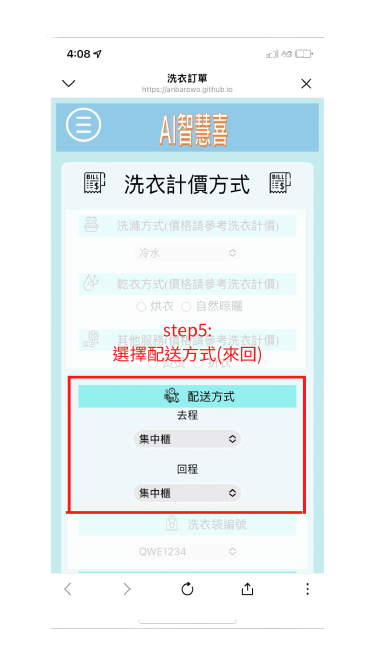 4:08
4G
洗衣訂單
https://anbarowo.github.io
AI智慧喜
BILL
洗衣計價方式
BILL
洗滌方式(價格請參考洗衣計價)
冷水
乾衣方式(價格請參考洗衣計價)
烘衣 自然晾曬
step5:
其他服務(價格請參考洗衣計價)
選擇配送方式(來回)
配送方式
去程
集中櫃
回程
集中櫃
洗衣袋編號
QWE1234